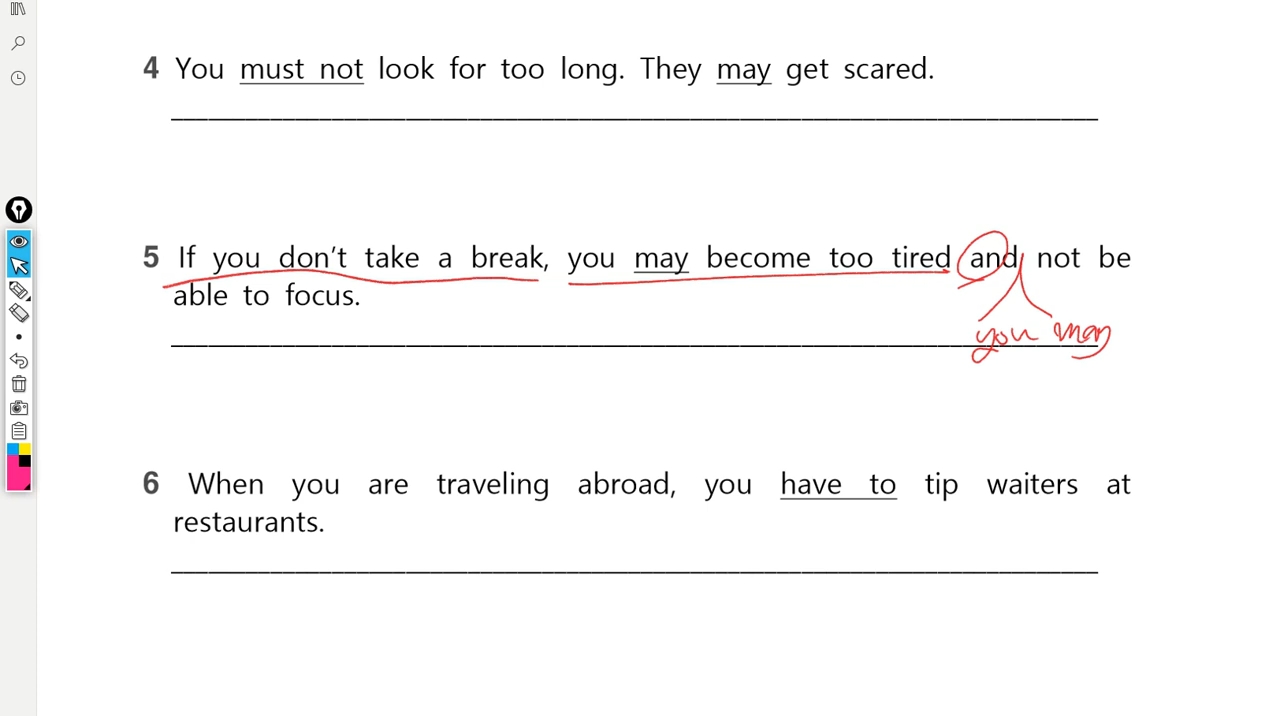 4 You must not look for too long. They may get scared.
5 If you don't take a break, you may become too tired and not be
able to focus.
you may
6 When you are traveling abroad, you have to tip waiters at
restaurants.